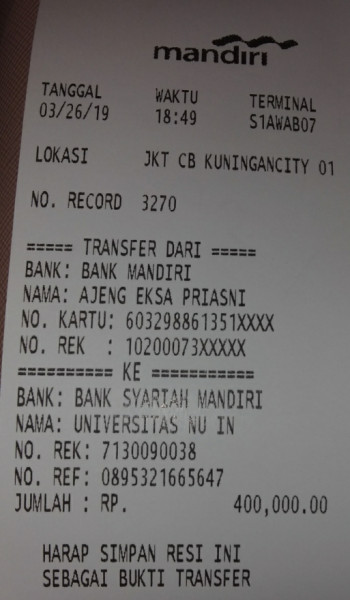 mandiri
TANGGAL WAKTU TERMINAL
03/26/19 18:49 S1AWAB07
LOKASI JKT CB KUNINGANCITY 01
NO. RECORD 3270
===== TRANSFER DARI =====
BANK: BANK MANDIRI
NAMA: AJENG EKSA PRIASNI
NO. KARTU: 603298861351XXXX
NO. REK : 10200073XXXXX
========== KE ===========
BANK: BANK SYARIAH MANDIRI
NAMA: UNIVERSITAS NU IN
NO. REK: 7130090038
NO. REF: 0895321665647
JUMLAH : RP. 400,000.00
HARAP SIMPAN RESI INI
SEBAGAI BUKTI TRANSFER